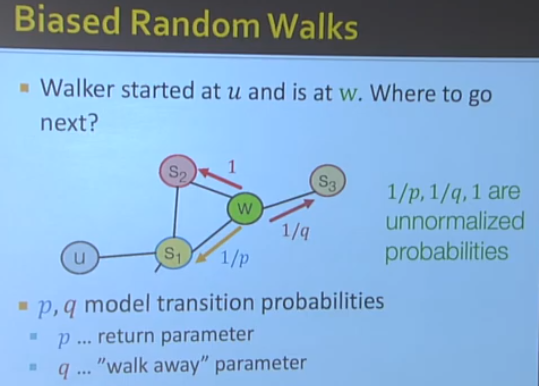 Biased Random Walks
Walker started at u and is at w. Where to go
next?
S₂
1
S₃
W
1/q
1/p, 1/q, 1 are
unnormalized
probabilities
U
S₁
1/p
p, q model transition probabilities
p ... return parameter
q ... "walk away" parameter